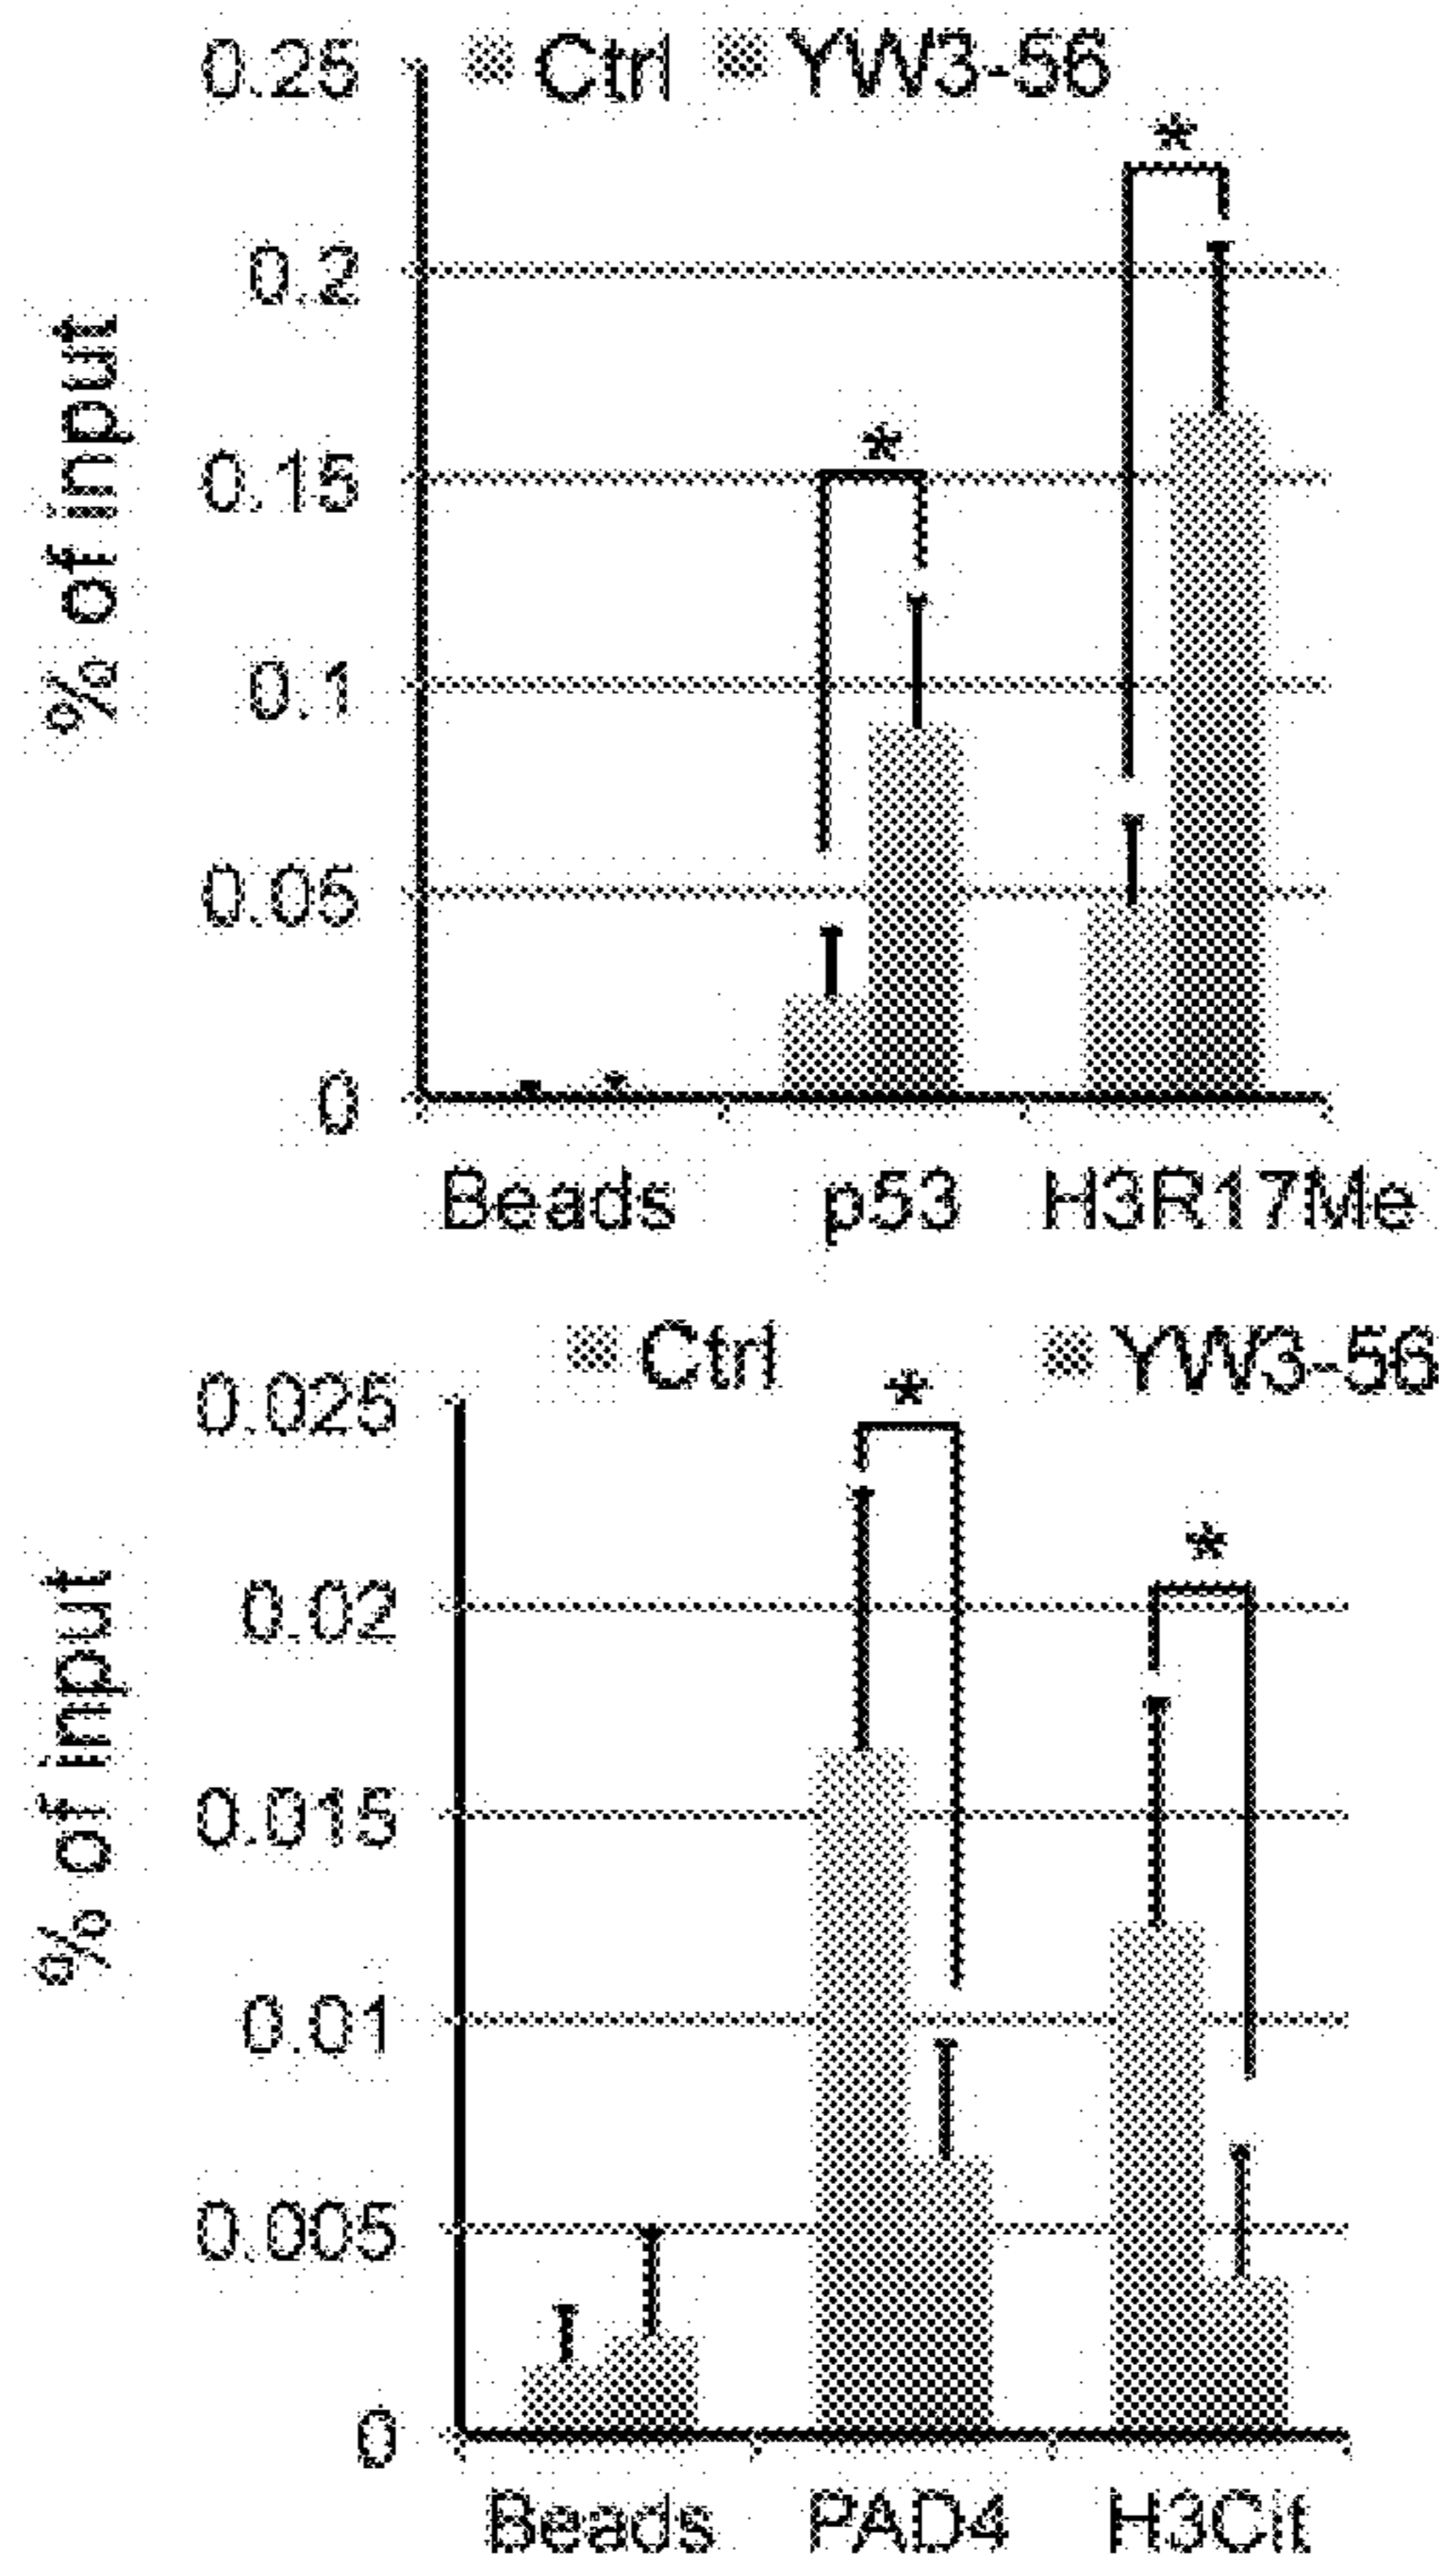 0.25 Ctrl YW3-56
*
0.2
*
0.15
0.1
0.05
0
% of input
Beads p53 H3R17Me
Ctrl YW3-56
0.025
*
*
0.02
0.015
0.01
0.005
0
% of input
Beads PAD4 H3Cit